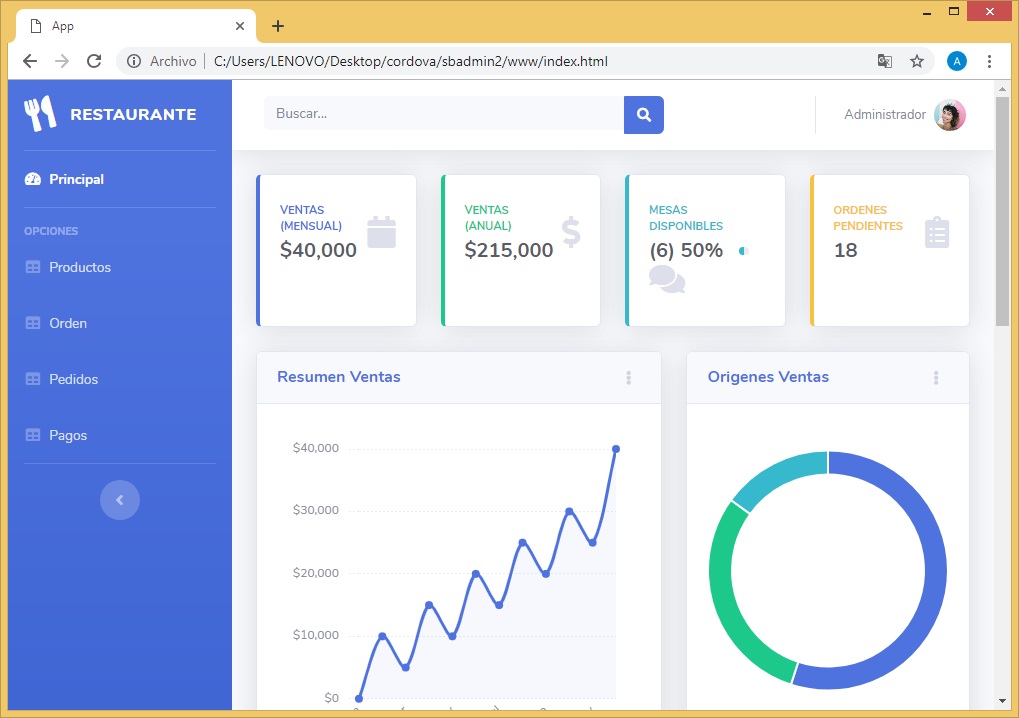 App
Archivo
C:/Users/LENOVO/Desktop/cordova/sbadmin2/www/index.html
A
RESTAURANTE
Buscar...
Administrador
Principal
OPCIONES
Productos
Orden
Pedidos
Pagos
VENTAS
(MENSUAL)
$40,000
VENTAS
(ANUAL)
$215,000
MESAS
DISPONIBLES
(6) 50%
ORDENES
PENDIENTES
18
Resumen Ventas
$40,000
$30,000
$20,000
$10,000
$0
Origenes Ventas